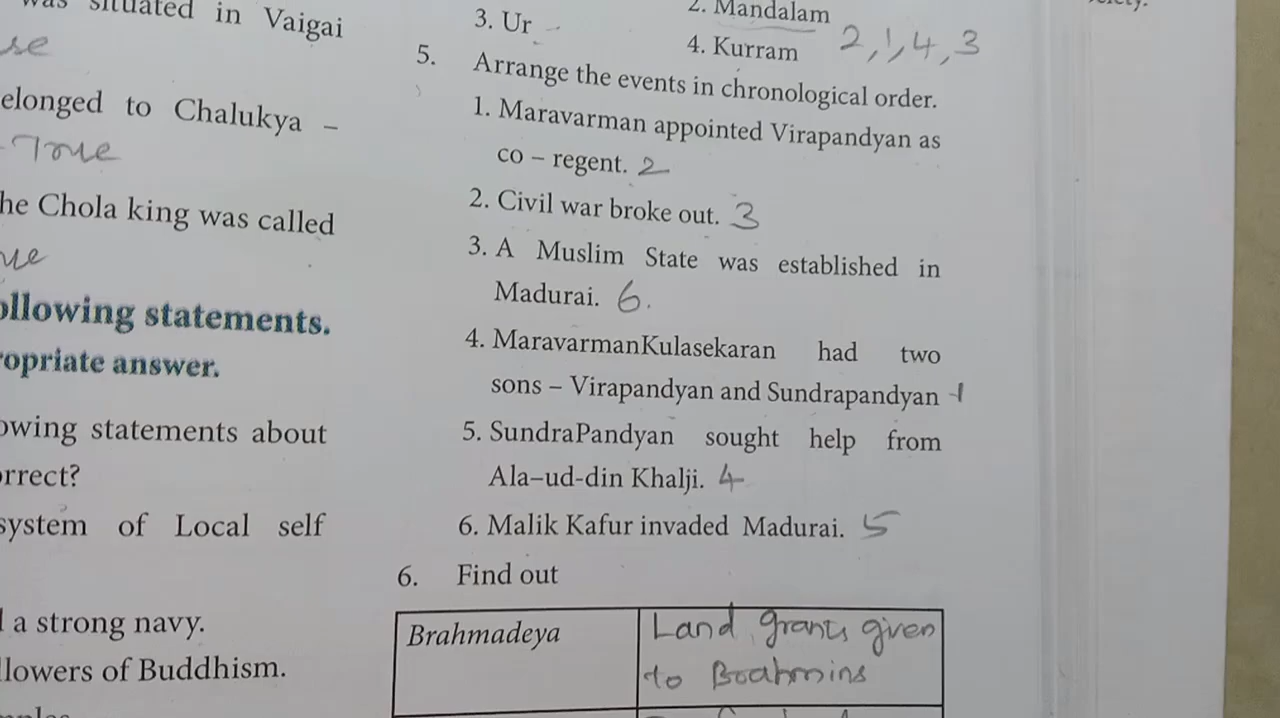 was situated in Vaigai
se
elonged to Chalukya –
- True
he Chola king was called
ue
ollowing statements.
ropriate answer.
owing statements about
orrect?
system of Local self
l a strong navy.
llowers of Buddhism.
3. Ur
2. Mandalam
4. Kurram 2,1,4,3
5. Arrange the events in chronological order.
1. Maravarman appointed Virapandyan as
co – regent. 2
2. Civil war broke out. 3
3. A Muslim State was established in
Madurai. 6.
4. MaravarmanKulasekaran had two
sons – Virapandyan and Sundrapandyan -1
5. SundraPandyan sought help from
Ala–ud-din Khalji. 4
6. Malik Kafur invaded Madurai. 5
6. Find out
Brahmadeya
Land grants given
to Brahmins